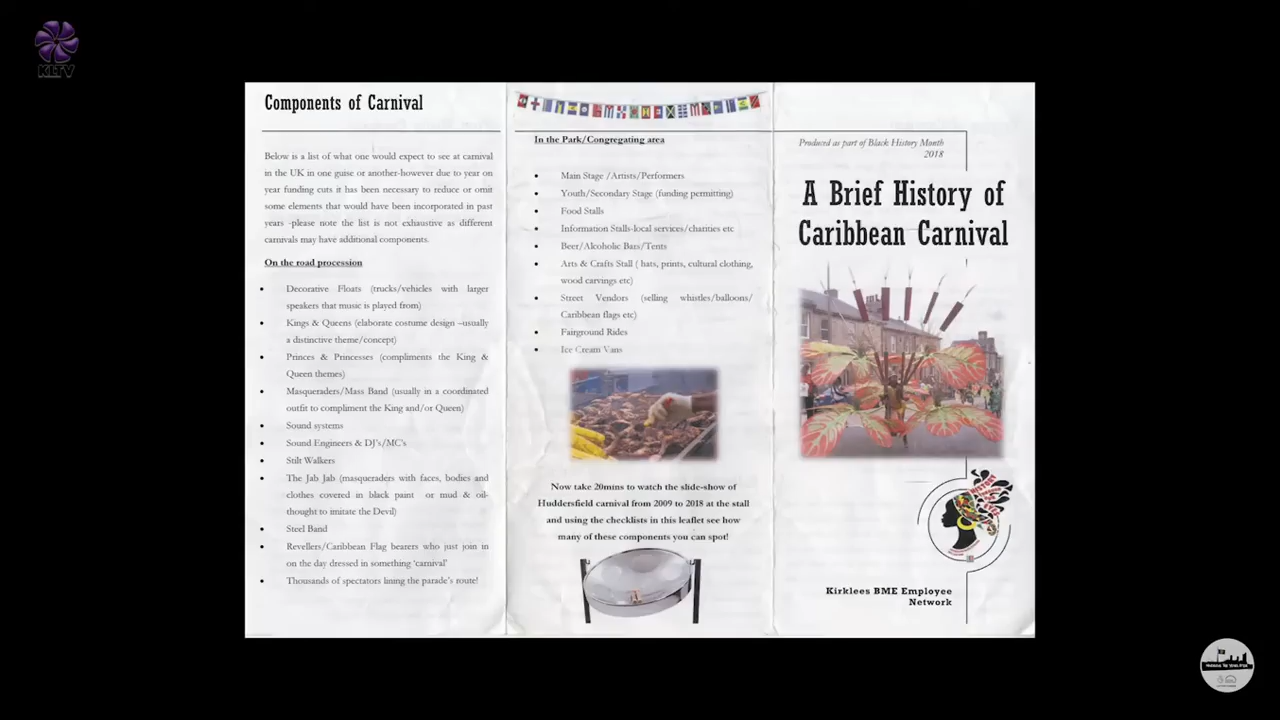 KLTV
Components of Carnival
Below is a list of what one would expect to see at carnival
in the UK in one guise or another-however due to year on
year funding cuts it has been necessary to reduce or omit
some elements that would have been incorporated in past
years -please note the list is not exhaustive as different
carnivals may have additional components.
On the road procession
• Decorative Floats (trucks/vehicles with larger
speakers that music is played from)
• Kings & Queens (elaborate costume design –usually
a distinctive theme/concept)
• Princes & Princesses (compliments the King &
Queen themes)
• Masqueraders/Mass Band (usually in a coordinated
outfit to compliment the King and/or Queen)
• Sound systems
• Sound Engineers & DJ's/MC's
• Stilt Walkers
• The Jab Jab (masqueraders with faces, bodies and
clothes covered in black paint or mud & oil-
thought to imitate the Devil)
• Steel Band
• Revellers/Caribbean Flag bearers who just join in
on the day dressed in something 'carnival'
• Thousands of spectators lining the parade's route!
In the Park/Congregating area
• Main Stage /Artists/Performers
• Youth/Secondary Stage (funding permitting)
• Food Stalls
• Information Stalls-local services/charities etc
• Beer/Alcoholic Bars/Tents
• Arts & Crafts Stall ( hats, prints, cultural clothing,
wood carvings etc)
• Street Vendors (selling whistles/balloons/
Caribbean flags etc)
• Fairground Rides
• Ice Cream Vans
Now take 20mins to watch the slide-show of
Huddersfield carnival from 2009 to 2018 at the stall
and using the checklists in this leaflet see how
many of these components you can spot!
Produced as part of Black History Month
2018
A Brief History of
Caribbean Carnival
Kirklees BME Employee
Network